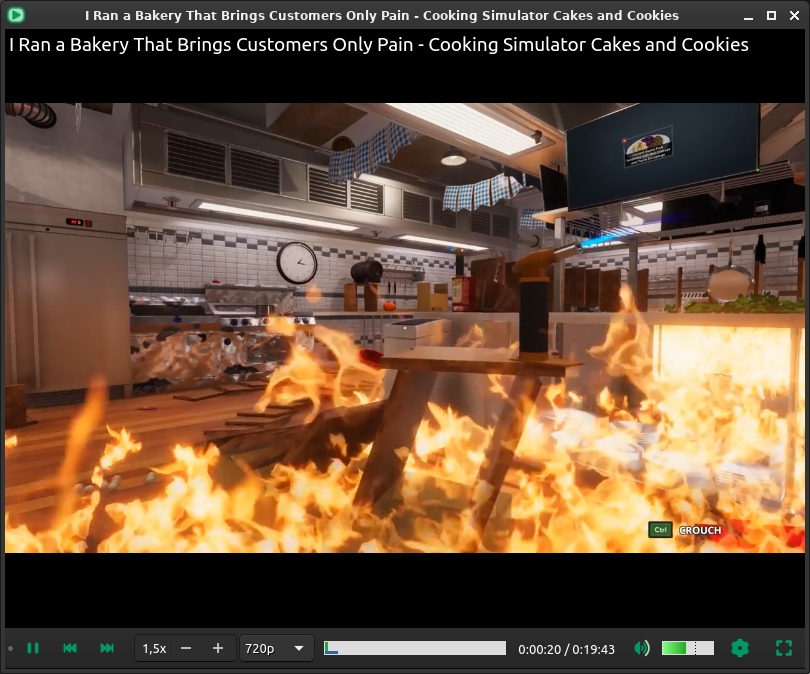 I Ran a Bakery That Brings Customers Only Pain - Cooking Simulator Cakes and Cookies
I Ran a Bakery That Brings Customers Only Pain - Cooking Simulator Cakes and Cookies
Ctrl CROUCH
1,5x − + 720p 0:00:20 / 0:19:43